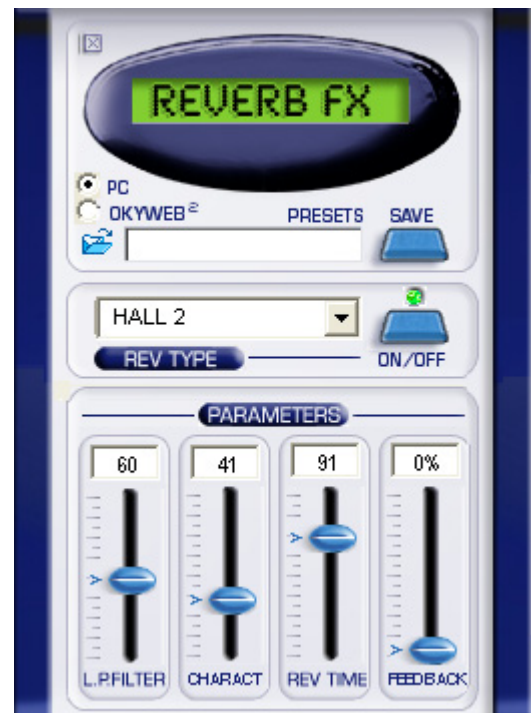 REVERB FX
PC
OKYWEB²
PRESETS SAVE
HALL 2
REV TYPE ON/OFF
PARAMETERS
60 41 91 0%
L.P.FILTER CHARACT REV TIME FEEDBACK